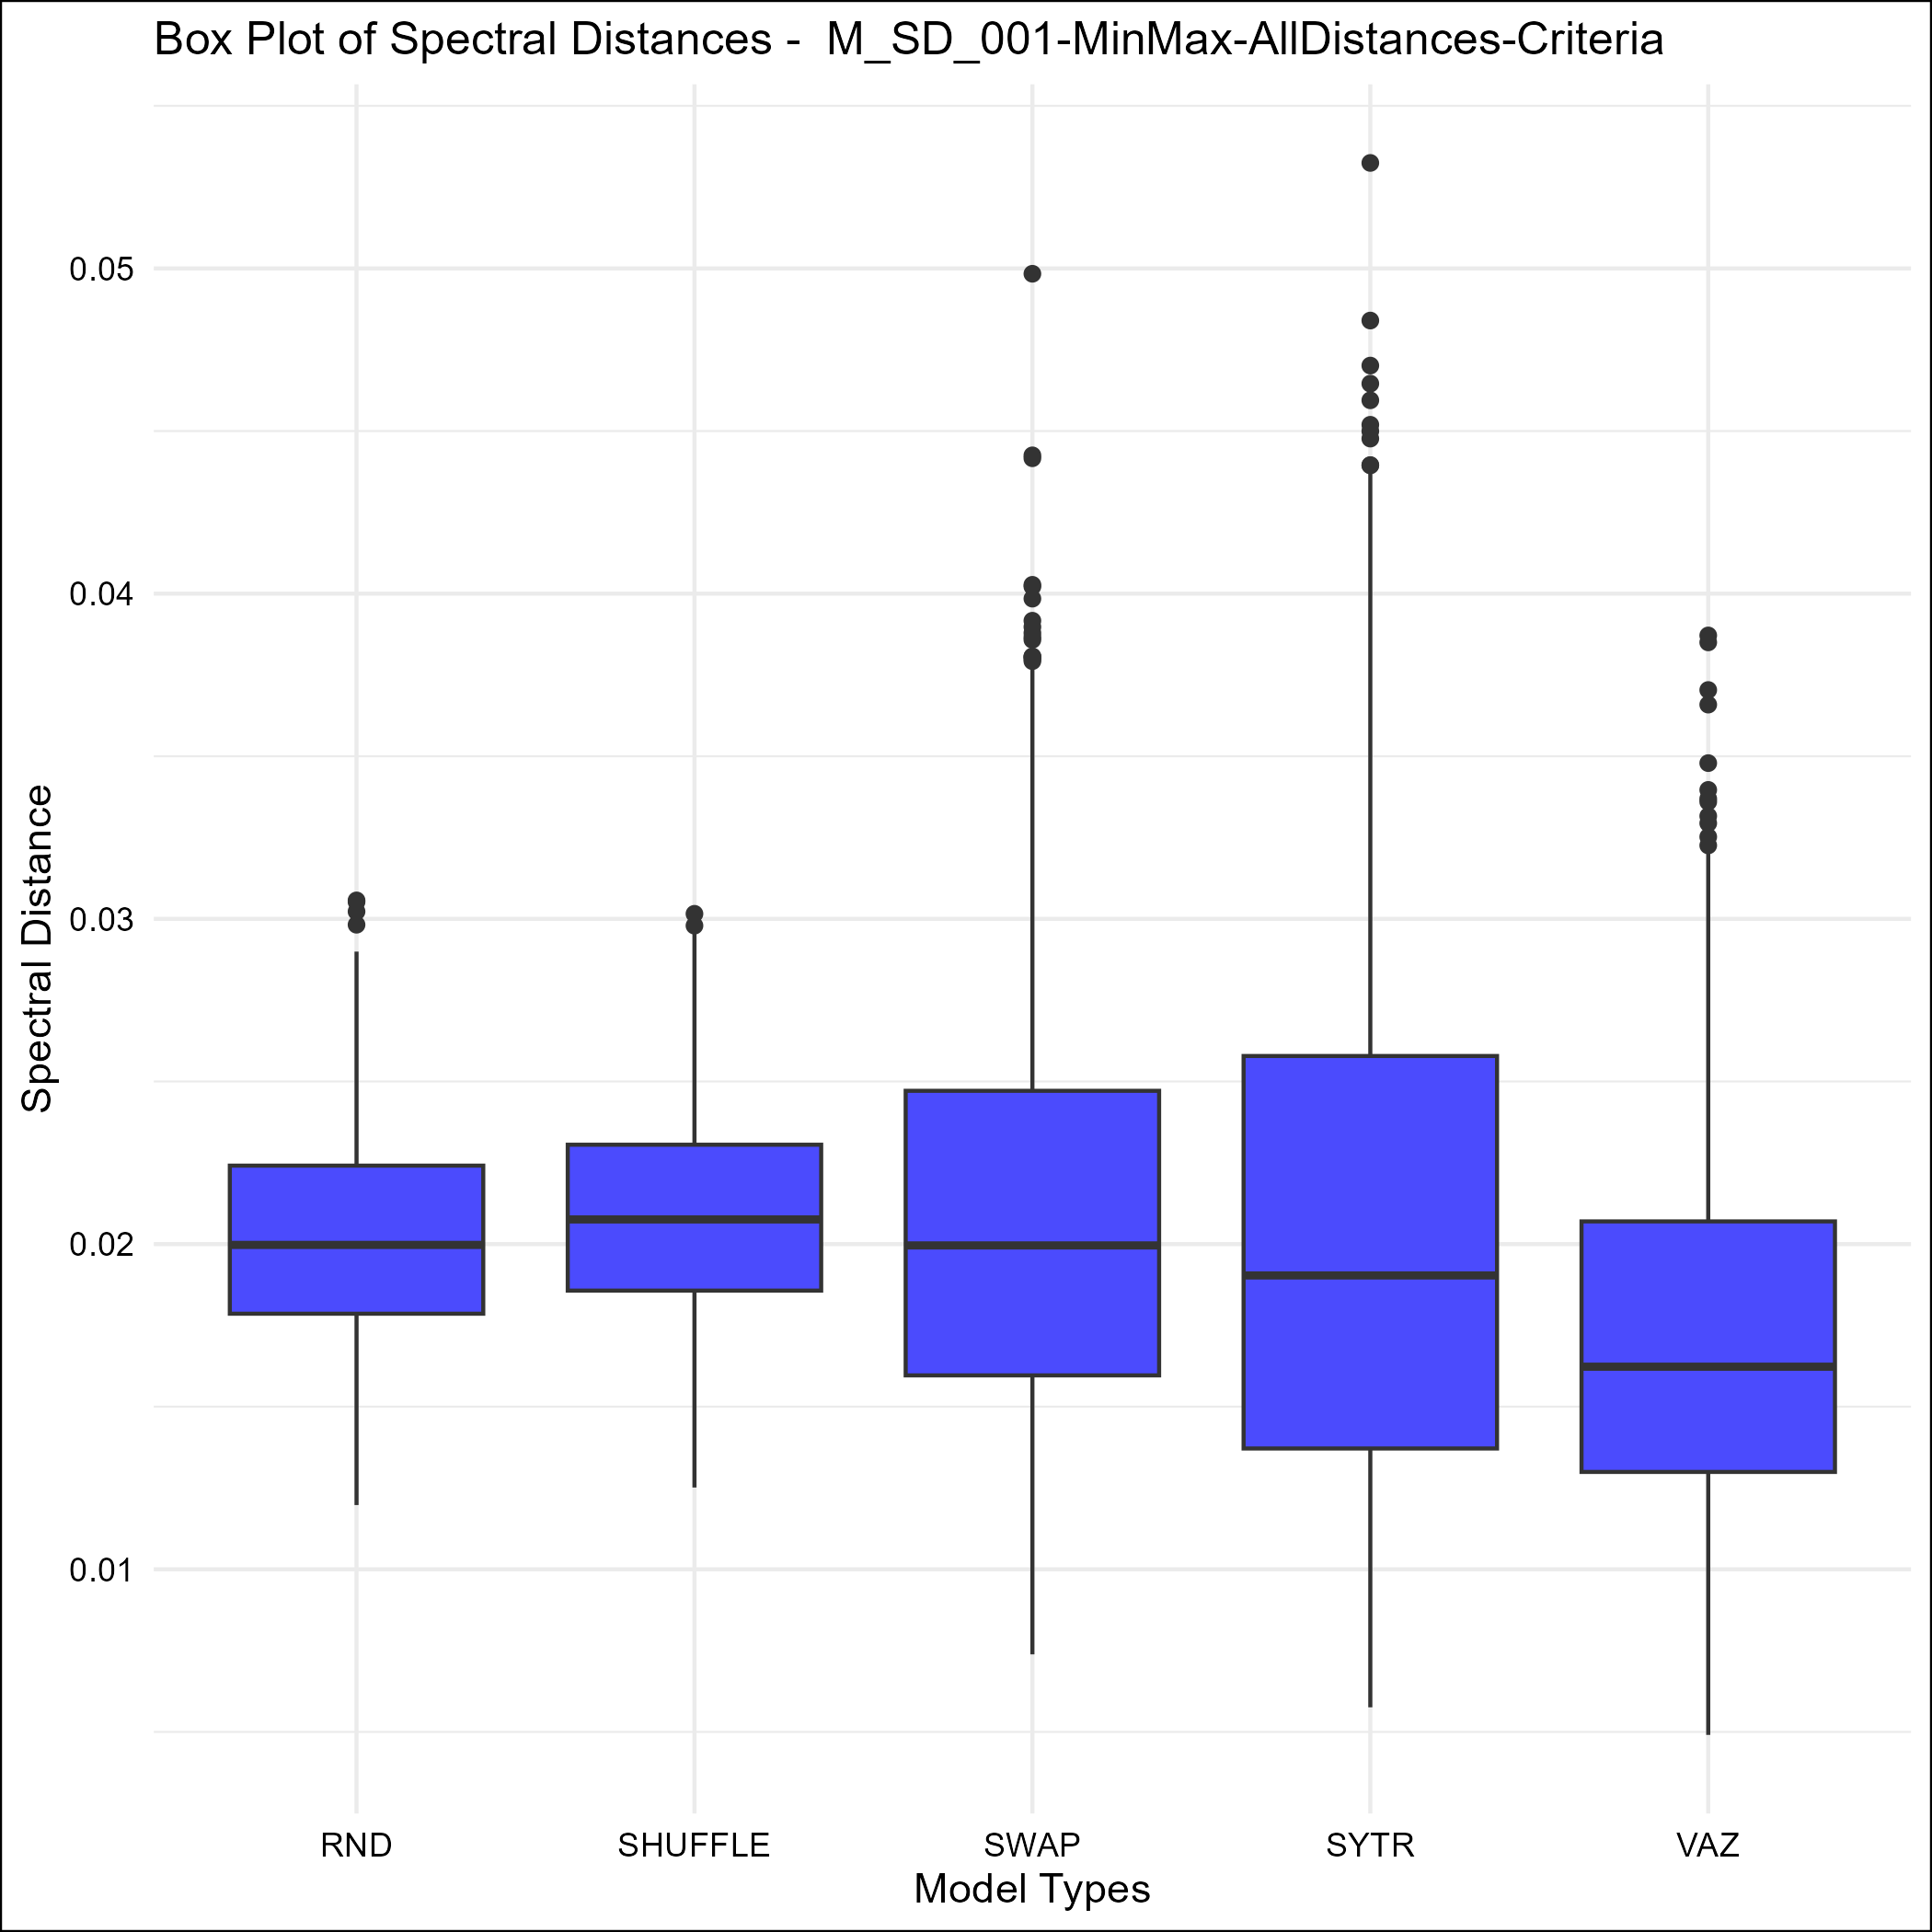 Box Plot of Spectral Distances -  M_SD_001-MinMax-AllDistances-Criteria
Spectral Distance
0.05
0.04
0.03
0.02
0.01
RND SHUFFLE SWAP SYTR VAZ
Model Types